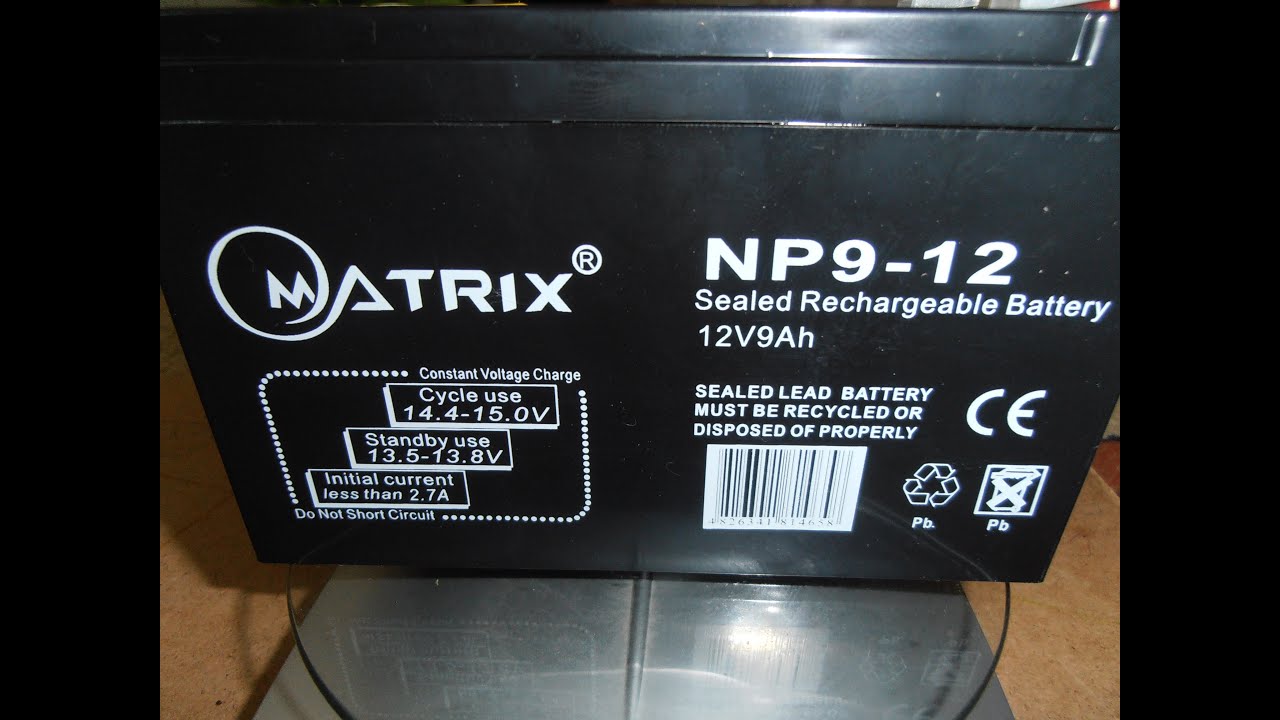 MATRIX®
NP9-12
Sealed Rechargeable Battery
12V9Ah
Constant Voltage Charge
Cycle use
14.4-15.0V
Standby use
13.5-13.8V
Initial current
less than 2.7A
Do Not Short Circuit
SEALED LEAD BATTERY
MUST BE RECYCLED OR
DISPOSED OF PROPERLY
CE
4826341814658
Pb.
Pb